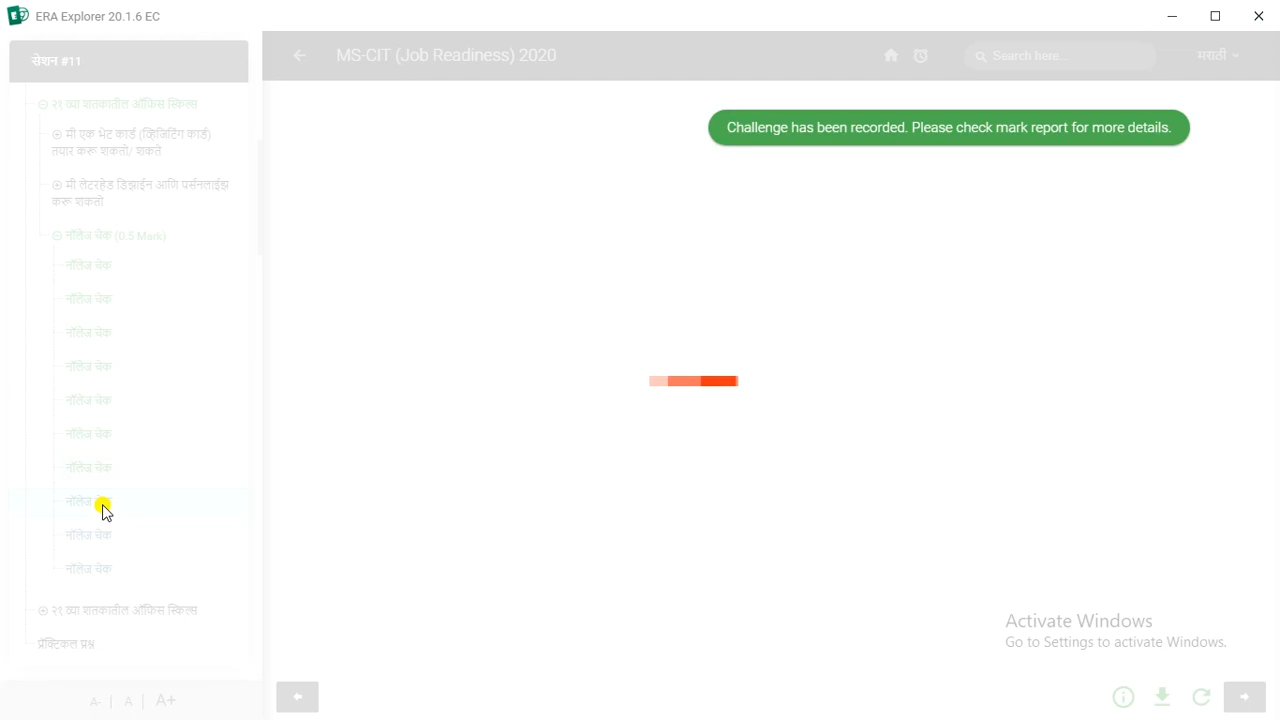 ERA Explorer 20.1.6 EC
सेशन #11
MS-CIT (Job Readiness) 2020
Search here...
मराठी
२१ व्या शतकातील ऑफिस स्किल्स
मी एक भेट कार्ड (व्हिजिटिंग कार्ड)
तयार करू शकतो/ शकते
मी लेटरहेड डिझाईन आणि पर्सनलाईझ
करू शकतो
नॉलेज चेक (0.5 Mark)
नॉलेज चेक
नॉलेज चेक
नॉलेज चेक
नॉलेज चेक
नॉलेज चेक
नॉलेज चेक
नॉलेज चेक
नॉलेज चेक
नॉलेज चेक
नॉलेज चेक
२१ व्या शतकातील ऑफिस स्किल्स
प्रॅक्टिकल प्रश्न
A- | A | A+
Challenge has been recorded. Please check mark report for more details.
Activate Windows
Go to Settings to activate Windows.